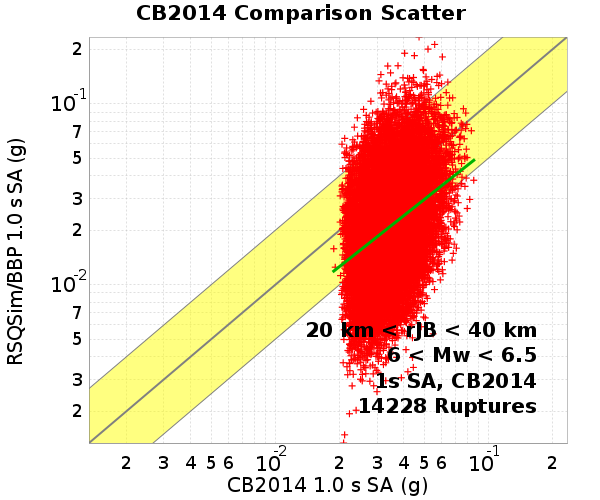 CB2014 Comparison Scatter
RSQSim/BBP 1.0 s SA (g)
2
10-1
7
5
3
2
10-2
7
5
3
2
20 km < rJB < 40 km
6 < Mw < 6.5
1s SA, CB2014
14228 Ruptures
2 3 4 5 6 10-2 2 3 4 5 6 10-1 2
CB2014 1.0 s SA (g)